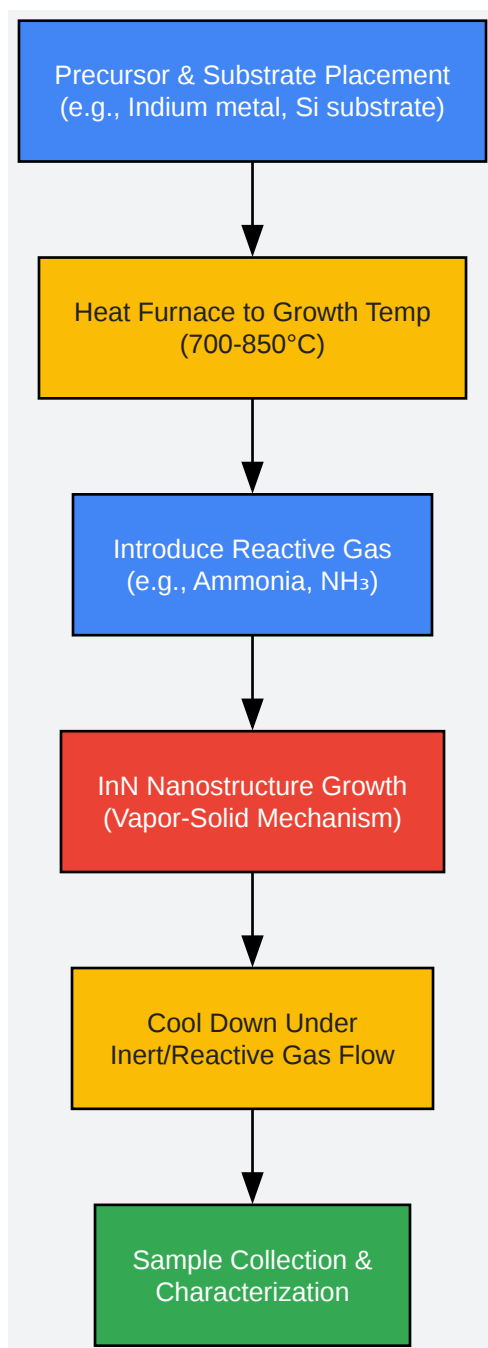 Precursor & Substrate Placement
(e.g., Indium metal, Si substrate)
Heat Furnace to Growth Temp
(700-850°C)
Introduce Reactive Gas
(e.g., Ammonia, NH₃)
InN Nanostructure Growth
(Vapor-Solid Mechanism)
Cool Down Under
Inert/Reactive Gas Flow
Sample Collection &
Characterization